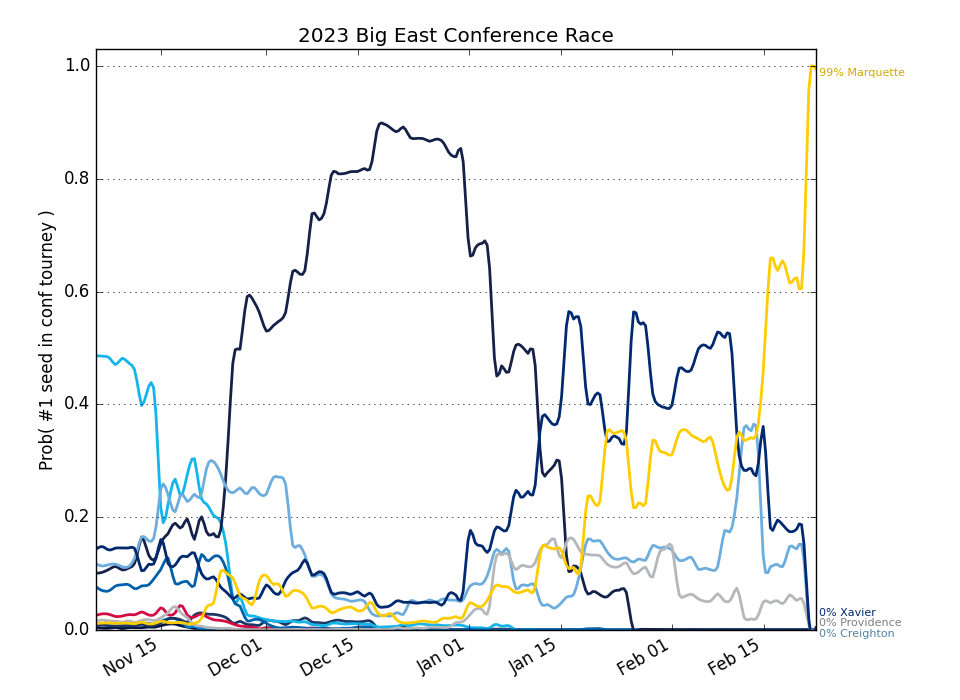 2023 Big East Conference Race
Prob( #1 seed in conf tourney )
1.0
0.8
0.6
0.4
0.2
0.0
99% Marquette
0% Xavier
0% Providence
0% Creighton
Nov 15
Dec 01
Dec 15
Jan 01
Jan 15
Feb 01
Feb 15